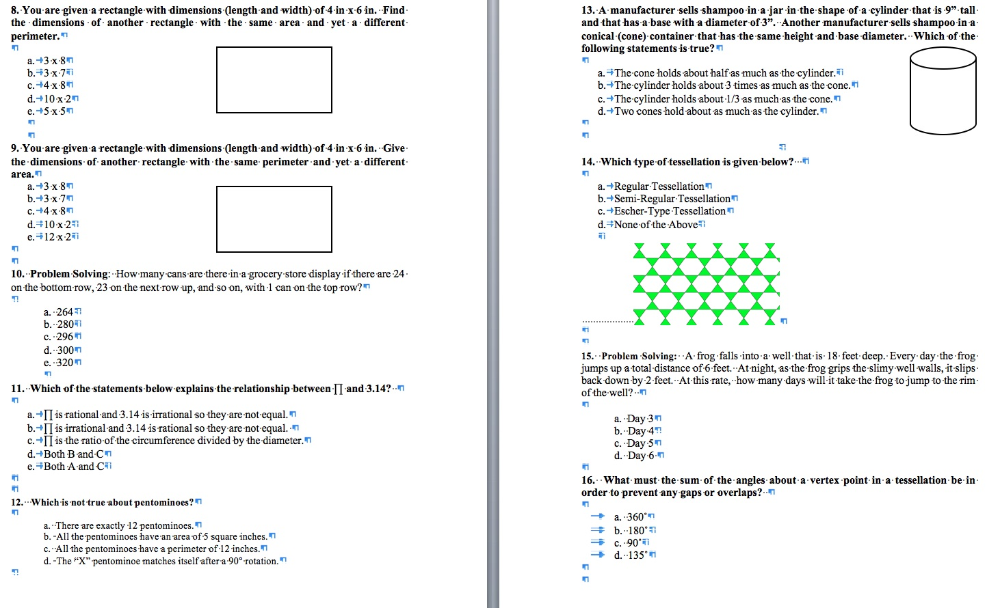 8. You are given a rectangle with dimensions (length and width) of 4 in x 6 in. Find
the dimensions of another rectangle with the same area and yet a different
perimeter.
a. 3 x 8
b. 3 x 7
c. 4 x 8
d. 10 x 2
e. 5 x 5
9. You are given a rectangle with dimensions (length and width) of 4 in x 6 in. Give
the dimensions of another rectangle with the same perimeter and yet a different
area.
a. 3 x 8
b. 3 x 7
c. 4 x 8
d. 10 x 2
e. 12 x 2
10. Problem Solving: How many cans are there in a grocery store display if there are 24
on the bottom row, 23 on the next row up, and so on, with 1 can on the top row?
a. 264
b. 280
c. 296
d. 300
e. 320
11. Which of the statements below explains the relationship between ∏ and 3.14?
a. ∏ is rational and 3.14 is irrational so they are not equal.
b. ∏ is irrational and 3.14 is rational so they are not equal.
c. ∏ is the ratio of the circumference divided by the diameter.
d. Both B and C
e. Both A and C
12. Which is not true about pentominoes?
a. There are exactly 12 pentominoes.
b. All the pentominoes have an area of 5 square inches.
c. All the pentominoes have a perimeter of 12 inches.
d. The “X” pentominoe matches itself after a 90° rotation.
13. A manufacturer sells shampoo in a jar in the shape of a cylinder that is 9” tall
and that has a base with a diameter of 3”. Another manufacturer sells shampoo in a
conical (cone) container that has the same height and base diameter. Which of the
following statements is true?
a. The cone holds about half as much as the cylinder.
b. The cylinder holds about 3 times as much as the cone.
c. The cylinder holds about 1/3 as much as the cone.
d. Two cones hold about as much as the cylinder.
14. Which type of tessellation is given below?
a. Regular Tessellation
b. Semi-Regular Tessellation
c. Escher-Type Tessellation
d. None of the Above
15. Problem Solving: A frog falls into a well that is 18 feet deep. Every day the frog
jumps up a total distance of 6 feet. At night, as the frog grips the slimy well walls, it slips
back down by 2 feet. At this rate, how many days will it take the frog to jump to the rim
of the well?
a. Day 3
b. Day 4
c. Day 5
d. Day 6
16. What must the sum of the angles about a vertex point in a tessellation be in
order to prevent any gaps or overlaps?
a. 360°
b. 180°
c. 90°
d. 135°